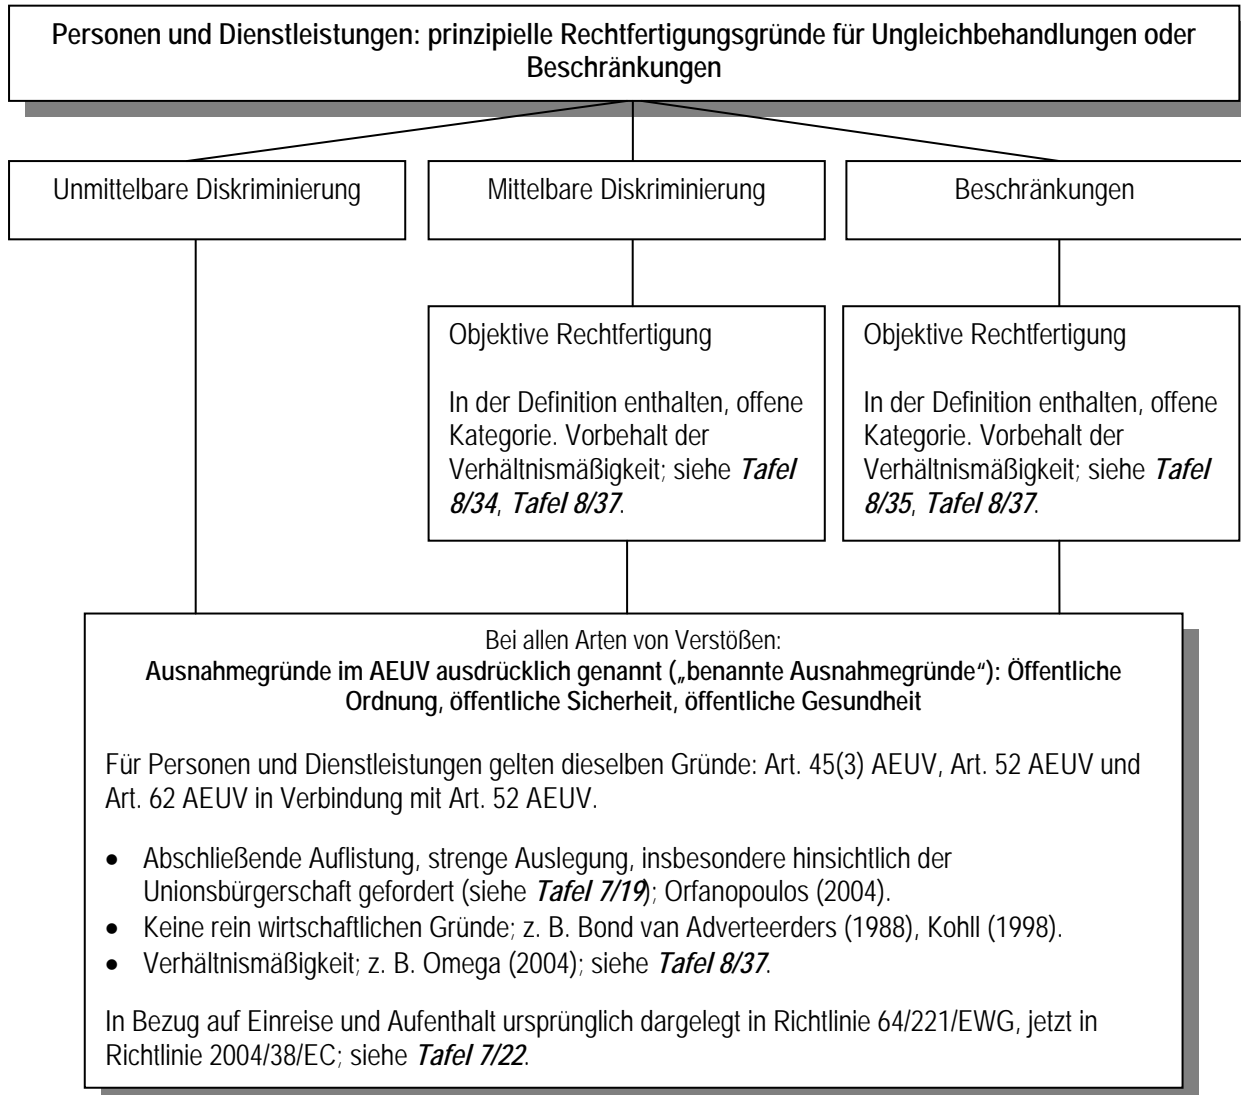 Personen und Dienstleistungen: prinzipielle Rechtfertigungsgründe für Ungleichbehandlungen oder
Beschränkungen
Unmittelbare Diskriminierung
Mittelbare Diskriminierung
Beschränkungen
Objektive Rechtfertigung
In der Definition enthalten, offene
Kategorie. Vorbehalt der
Verhältnismäßigkeit; siehe Tafel
8/34, Tafel 8/37.
Objektive Rechtfertigung
In der Definition enthalten, offene
Kategorie. Vorbehalt der
Verhältnismäßigkeit; siehe Tafel
8/35, Tafel 8/37.
Bei allen Arten von Verstößen:
Ausnahmegründe im AEUV ausdrücklich genannt („benannte Ausnahmegründe“): Öffentliche
Ordnung, öffentliche Sicherheit, öffentliche Gesundheit
Für Personen und Dienstleistungen gelten dieselben Gründe: Art. 45(3) AEUV, Art. 52 AEUV und
Art. 62 AEUV in Verbindung mit Art. 52 AEUV.
• Abschließende Auflistung, strenge Auslegung, insbesondere hinsichtlich der
Unionsbürgerschaft gefordert (siehe Tafel 7/19); Orfanopoulos (2004).
• Keine rein wirtschaftlichen Gründe; z. B. Bond van Adverteerders (1988), Kohll (1998).
• Verhältnismäßigkeit; z. B. Omega (2004); siehe Tafel 8/37.
In Bezug auf Einreise und Aufenthalt ursprünglich dargelegt in Richtlinie 64/221/EWG, jetzt in
Richtlinie 2004/38/EC; siehe Tafel 7/22.